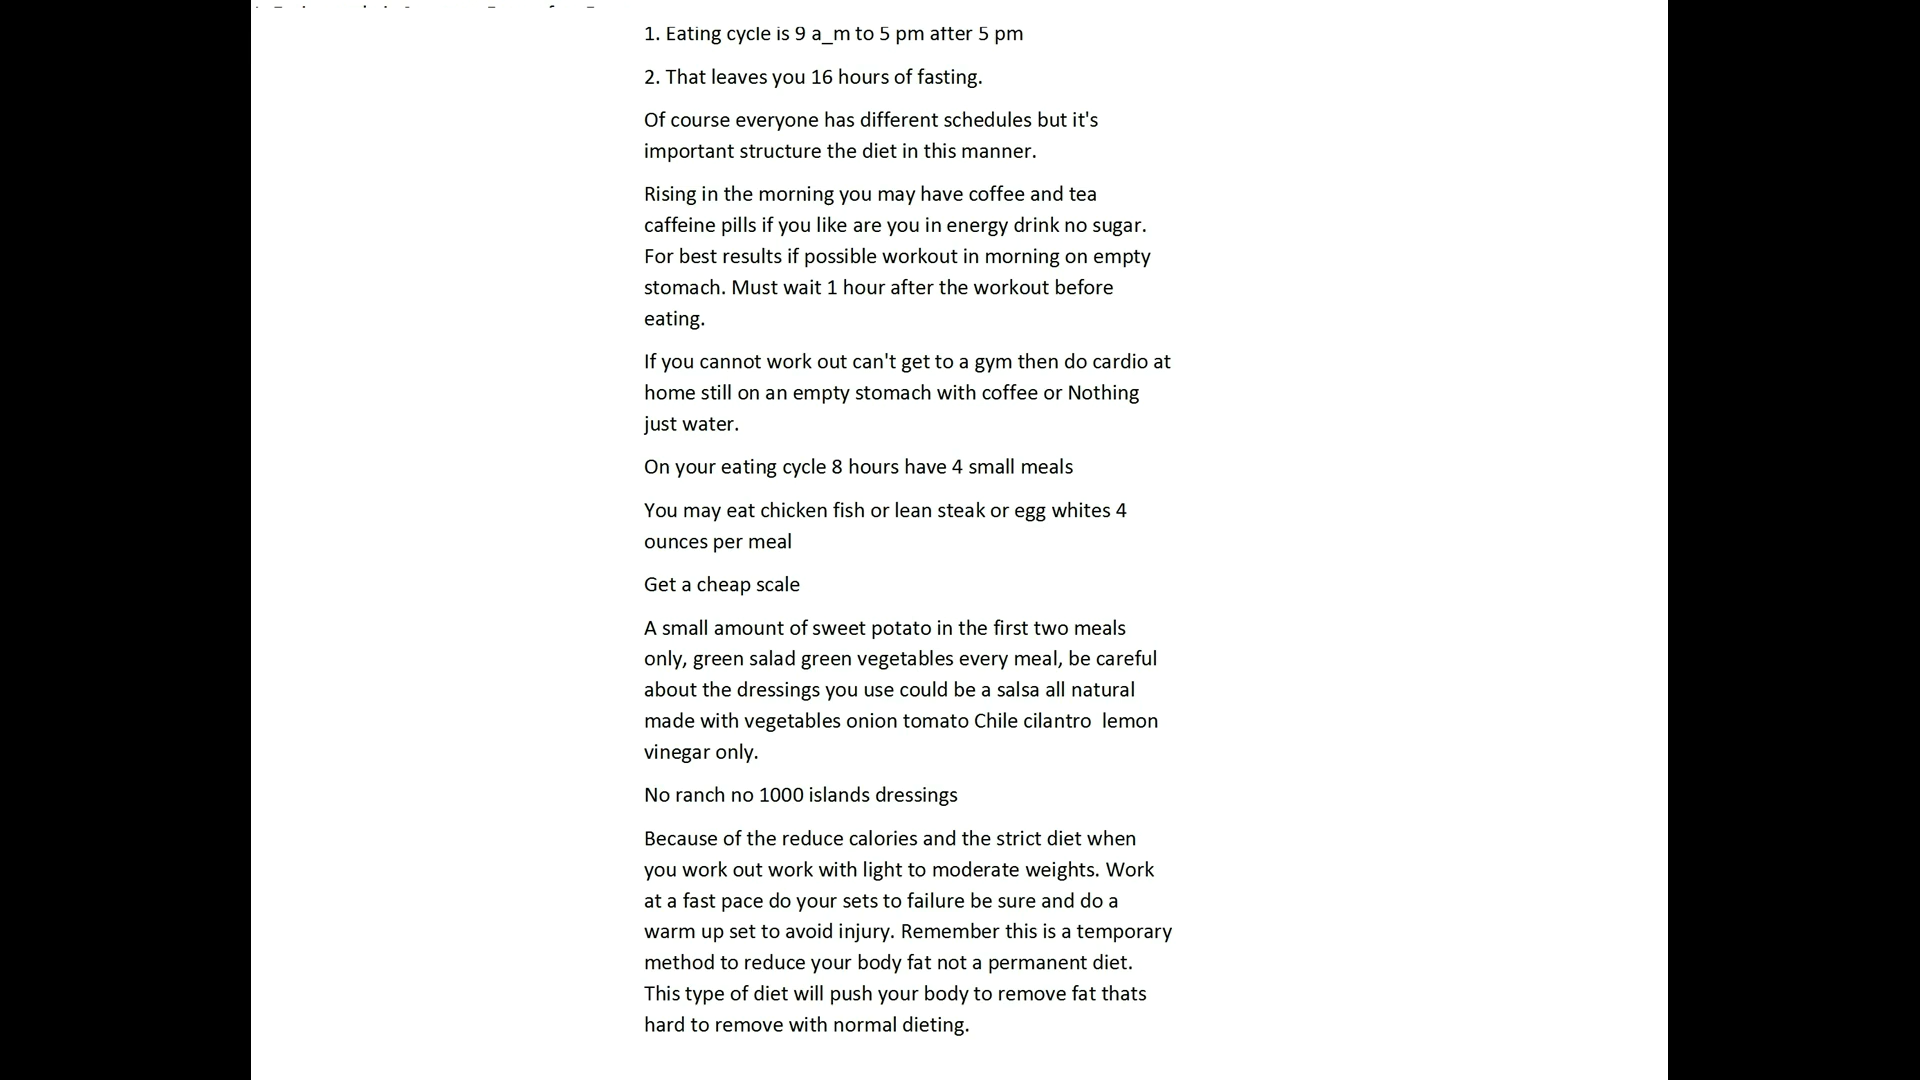 1. Eating cycle is 9 a_m to 5 pm after 5 pm
2. That leaves you 16 hours of fasting.
Of course everyone has different schedules but it's
important structure the diet in this manner.
Rising in the morning you may have coffee and tea
caffeine pills if you like are you in energy drink no sugar.
For best results if possible workout in morning on empty
stomach. Must wait 1 hour after the workout before
eating.
If you cannot work out can't get to a gym then do cardio at
home still on an empty stomach with coffee or Nothing
just water.
On your eating cycle 8 hours have 4 small meals
You may eat chicken fish or lean steak or egg whites 4
ounces per meal
Get a cheap scale
A small amount of sweet potato in the first two meals
only, green salad green vegetables every meal, be careful
about the dressings you use could be a salsa all natural
made with vegetables onion tomato Chile cilantro  lemon
vinegar only.
No ranch no 1000 islands dressings
Because of the reduce calories and the strict diet when
you work out work with light to moderate weights. Work
at a fast pace do your sets to failure be sure and do a
warm up set to avoid injury. Remember this is a temporary
method to reduce your body fat not a permanent diet.
This type of diet will push your body to remove fat thats
hard to remove with normal dieting.